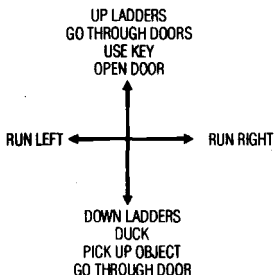 UP LADDERS
GO THROUGH DOORS
USE KEY
OPEN DOOR
RUN LEFT
RUN RIGHT
DOWN LADDERS
DUCK
PICK UP OBJECT
GO THROUGH DOOR